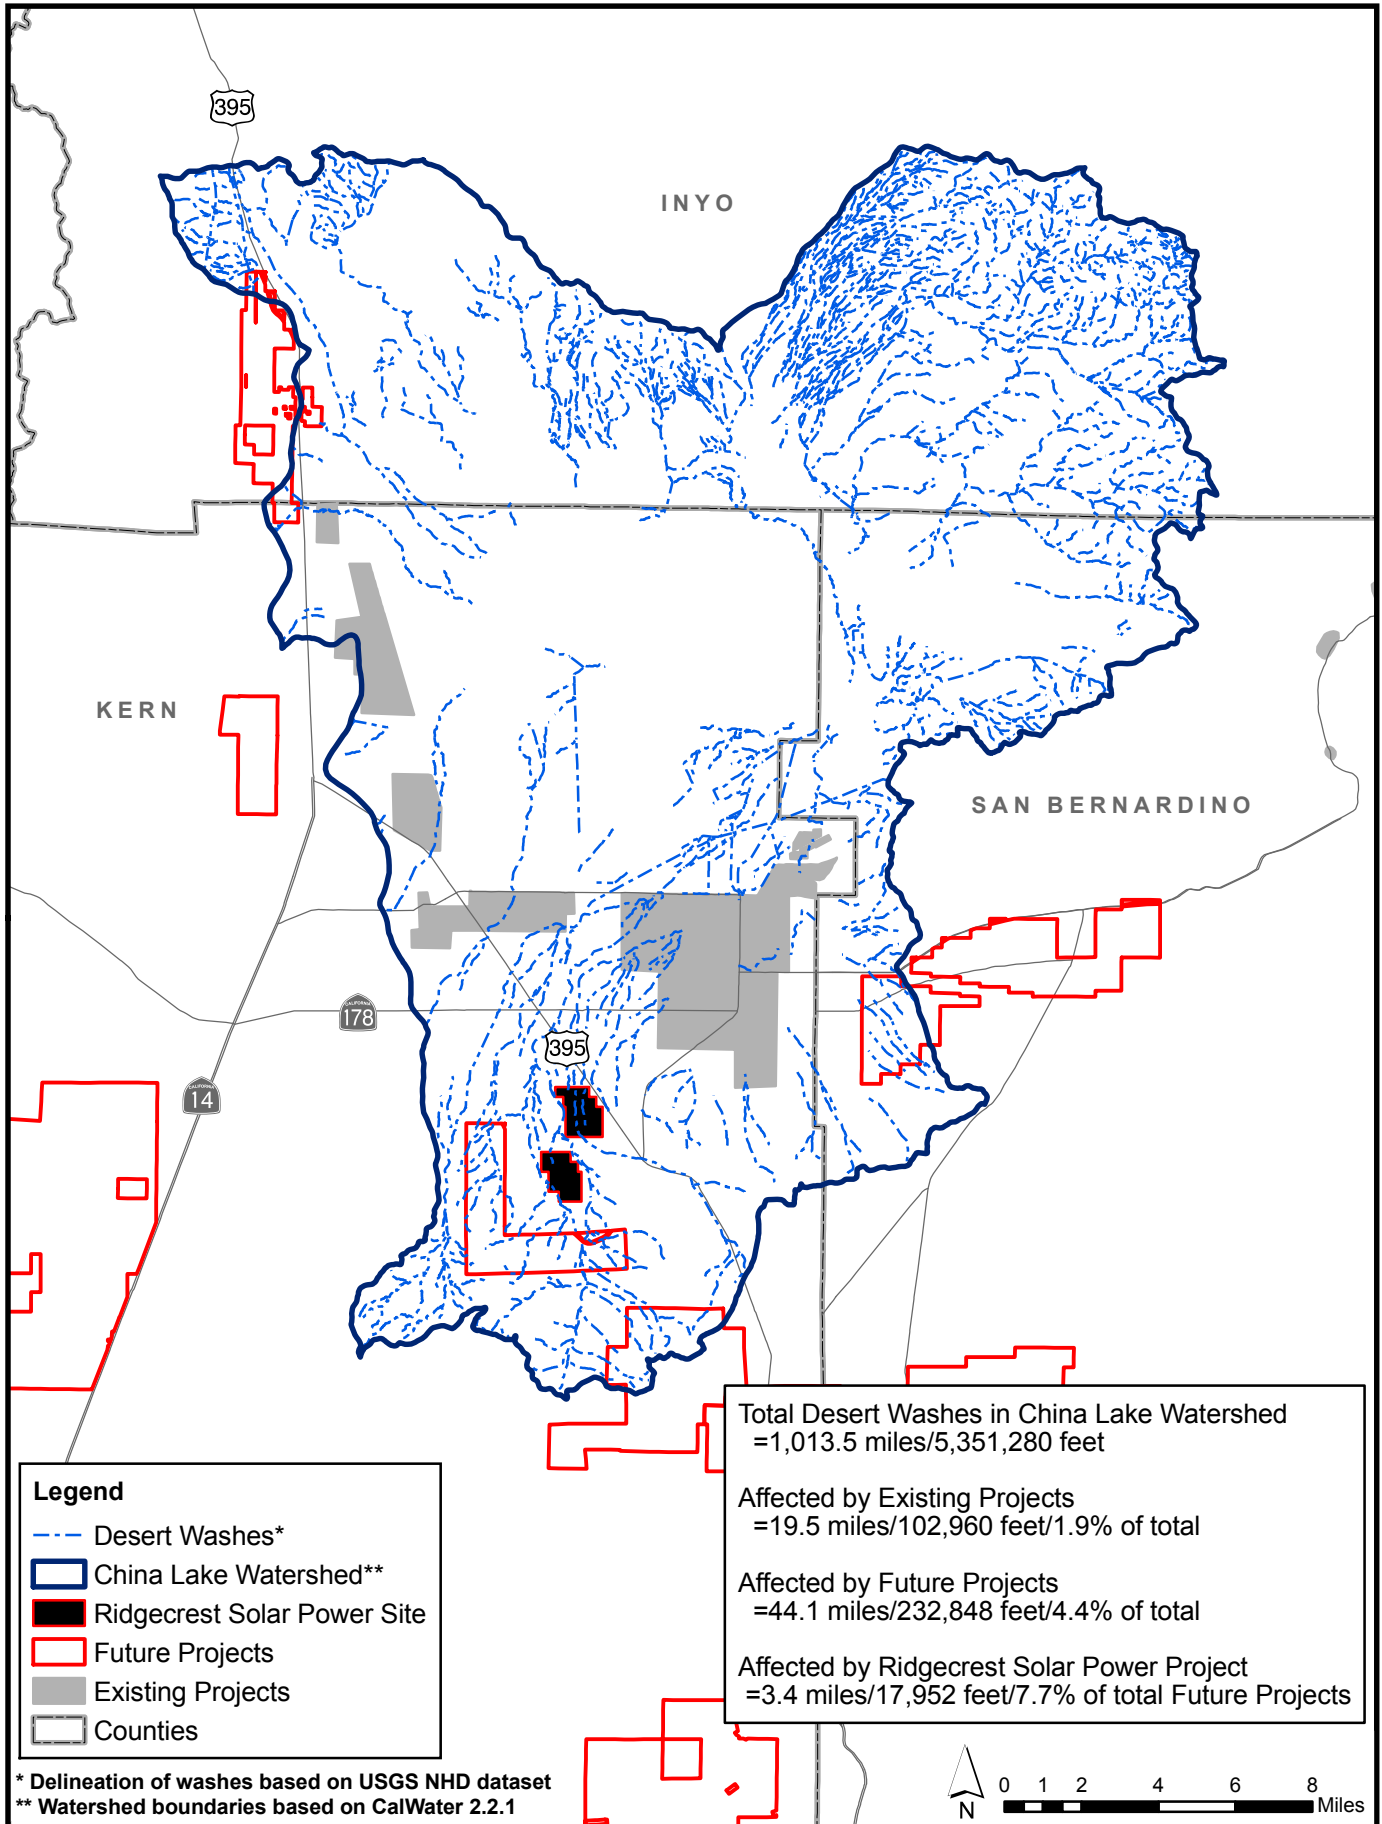 395
INYO
KERN
SAN BERNARDINO
CALIFORNIA
178
395
CALIFORNIA
14
Total Desert Washes in China Lake Watershed
=1,013.5 miles/5,351,280 feet
Affected by Existing Projects
=19.5 miles/102,960 feet/1.9% of total
Affected by Future Projects
=44.1 miles/232,848 feet/4.4% of total
Affected by Ridgecrest Solar Power Project
=3.4 miles/17,952 feet/7.7% of total Future Projects
Legend
Desert Washes*
China Lake Watershed**
Ridgecrest Solar Power Site
Future Projects
Existing Projects
Counties
* Delineation of washes based on USGS NHD dataset
** Watershed boundaries based on CalWater 2.2.1
N
0 1 2 4 6 8
Miles